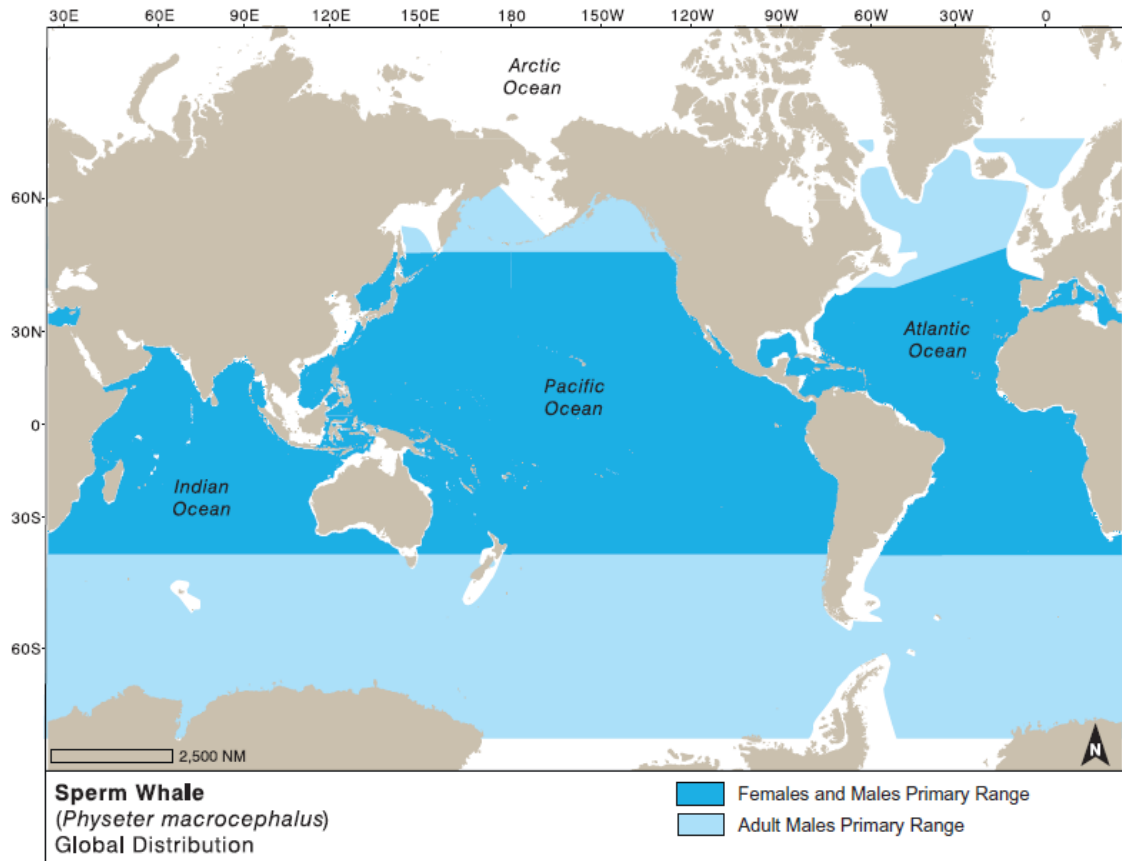 30E 60E 90E 120E 150E 180 150W 120W 90W 60W 30W 0
Arctic
Ocean
60N
30N
Atlantic
Ocean
Pacific
Ocean
0
Indian
Ocean
30S
60S
2,500 NM
N
Sperm Whale
(Physeter macrocephalus)
Global Distribution
Females and Males Primary Range
Adult Males Primary Range